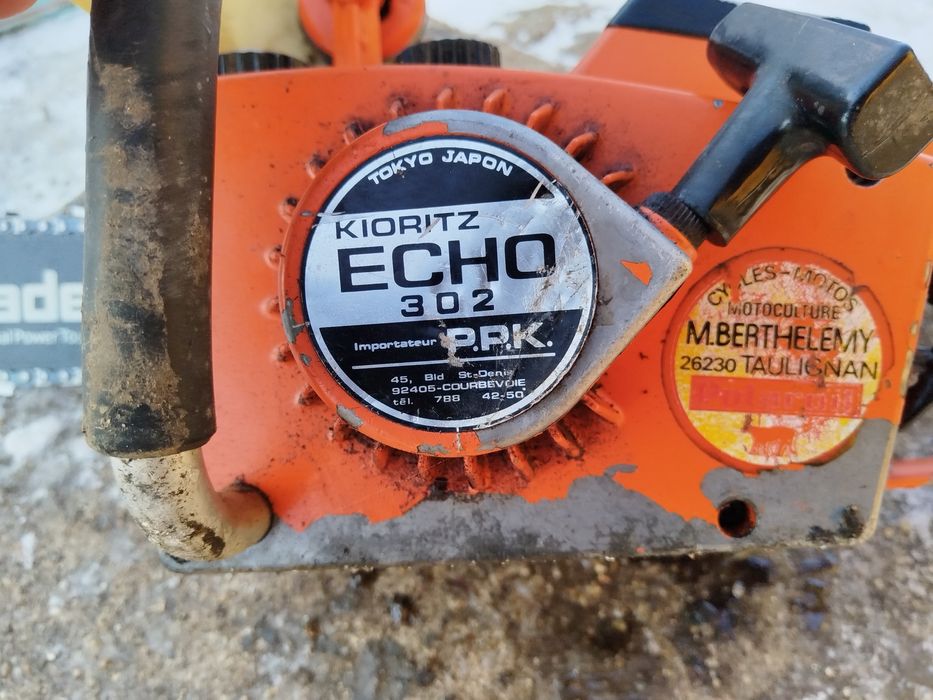 TOKYO JAPON
KIORITZ
ECHO
302
Importateur P.P.K.
45, Bld St-Denis
92405-COURBEVOIE
tél. 788 42-50
CYCLES-MOTOS
MOTOCULTURE
M.BERTHELEMY
26230 TAULIGNAN
ade